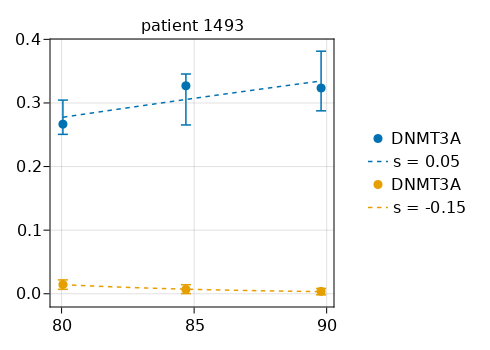 patient 1493
0.4
0.3
0.2
0.1
0.0
80
85
90
DNMT3A
s = 0.05
DNMT3A
s = -0.15